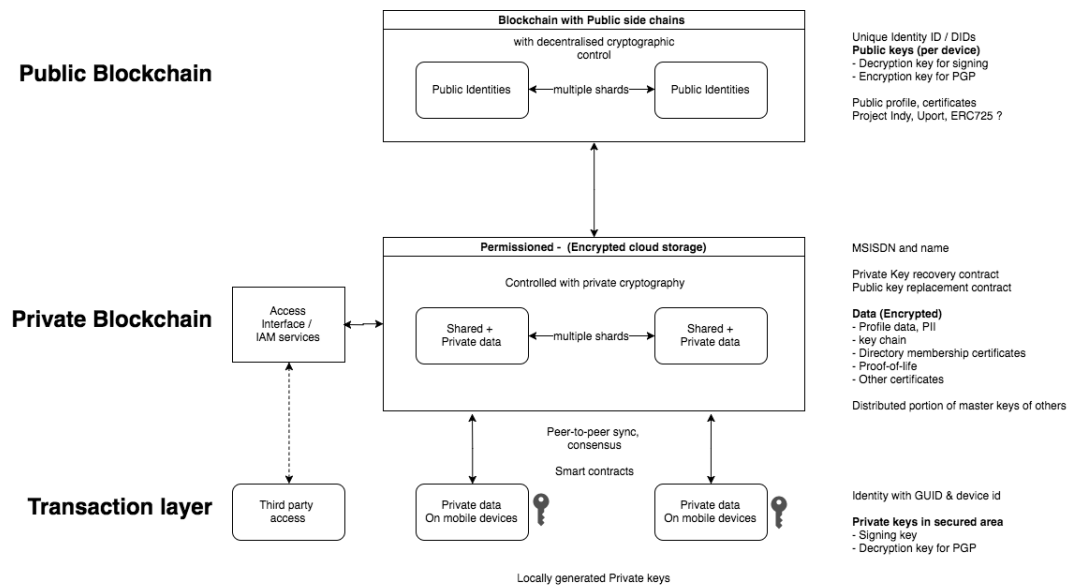 Public Blockchain
Blockchain with Public side chains
with decentralised cryptographic
control
Public Identities
multiple shards
Public Identities
Unique Identity ID / DIDs
Public keys (per device)
- Decryption key for signing
- Encryption key for PGP
Public profile, certificates
Project Indy, Uport, ERC725 ?
Private Blockchain
Access
Interface /
IAM services
Permissioned - (Encrypted cloud storage)
Controlled with private cryptography
Shared +
Private data
multiple shards
Shared +
Private data
MSISDN and name
Private Key recovery contract
Public key replacement contract
Data (Encrypted)
- Profile data, PII
- key chain
- Directory membership certificates
- Proof-of-life
- Other certificates
Distributed portion of master keys of others
Peer-to-peer sync,
consensus
Smart contracts
Transaction layer
Third party
access
Private data
On mobile devices
Private data
On mobile devices
Identity with GUID & device id
Private keys in secured area
- Signing key
- Decryption key for PGP
Locally generated Private keys